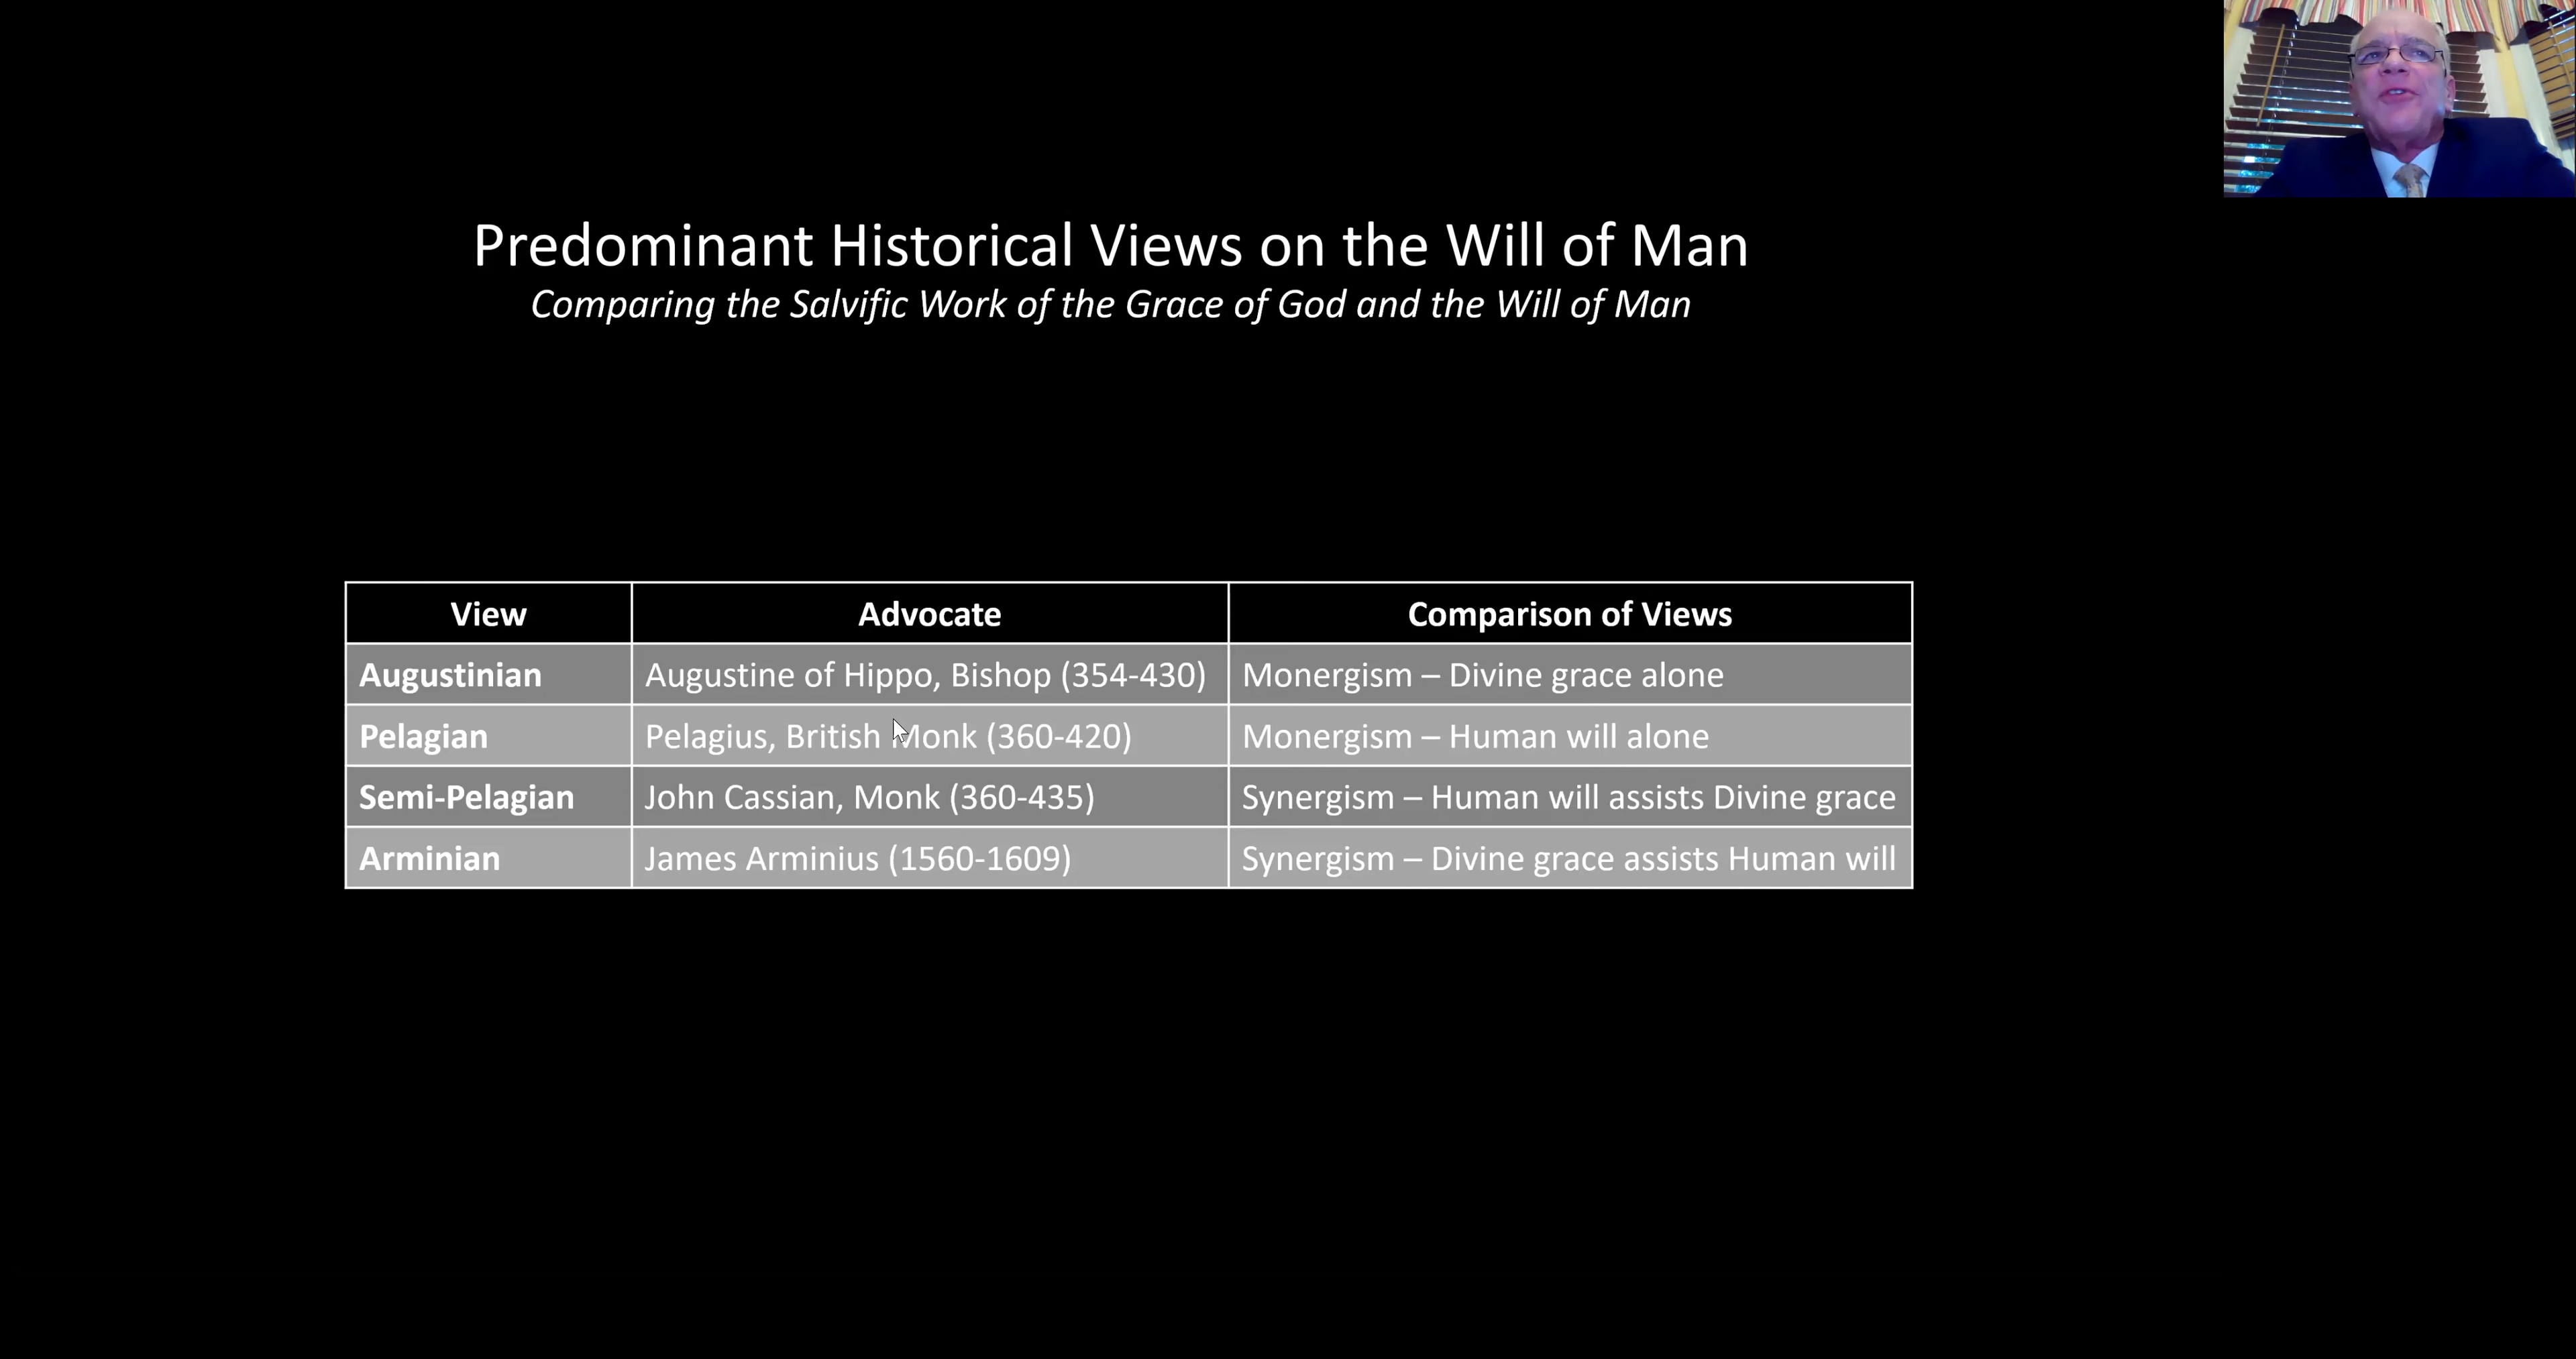 Predominant Historical Views on the Will of Man
Comparing the Salvific Work of the Grace of God and the Will of Man
View Advocate Comparison of Views
Augustinian Augustine of Hippo, Bishop (354-430) Monergism – Divine grace alone
Pelagian Pelagius, British Monk (360-420) Monergism – Human will alone
Semi-Pelagian John Cassian, Monk (360-435) Synergism – Human will assists Divine grace
Arminian James Arminius (1560-1609) Synergism – Divine grace assists Human will